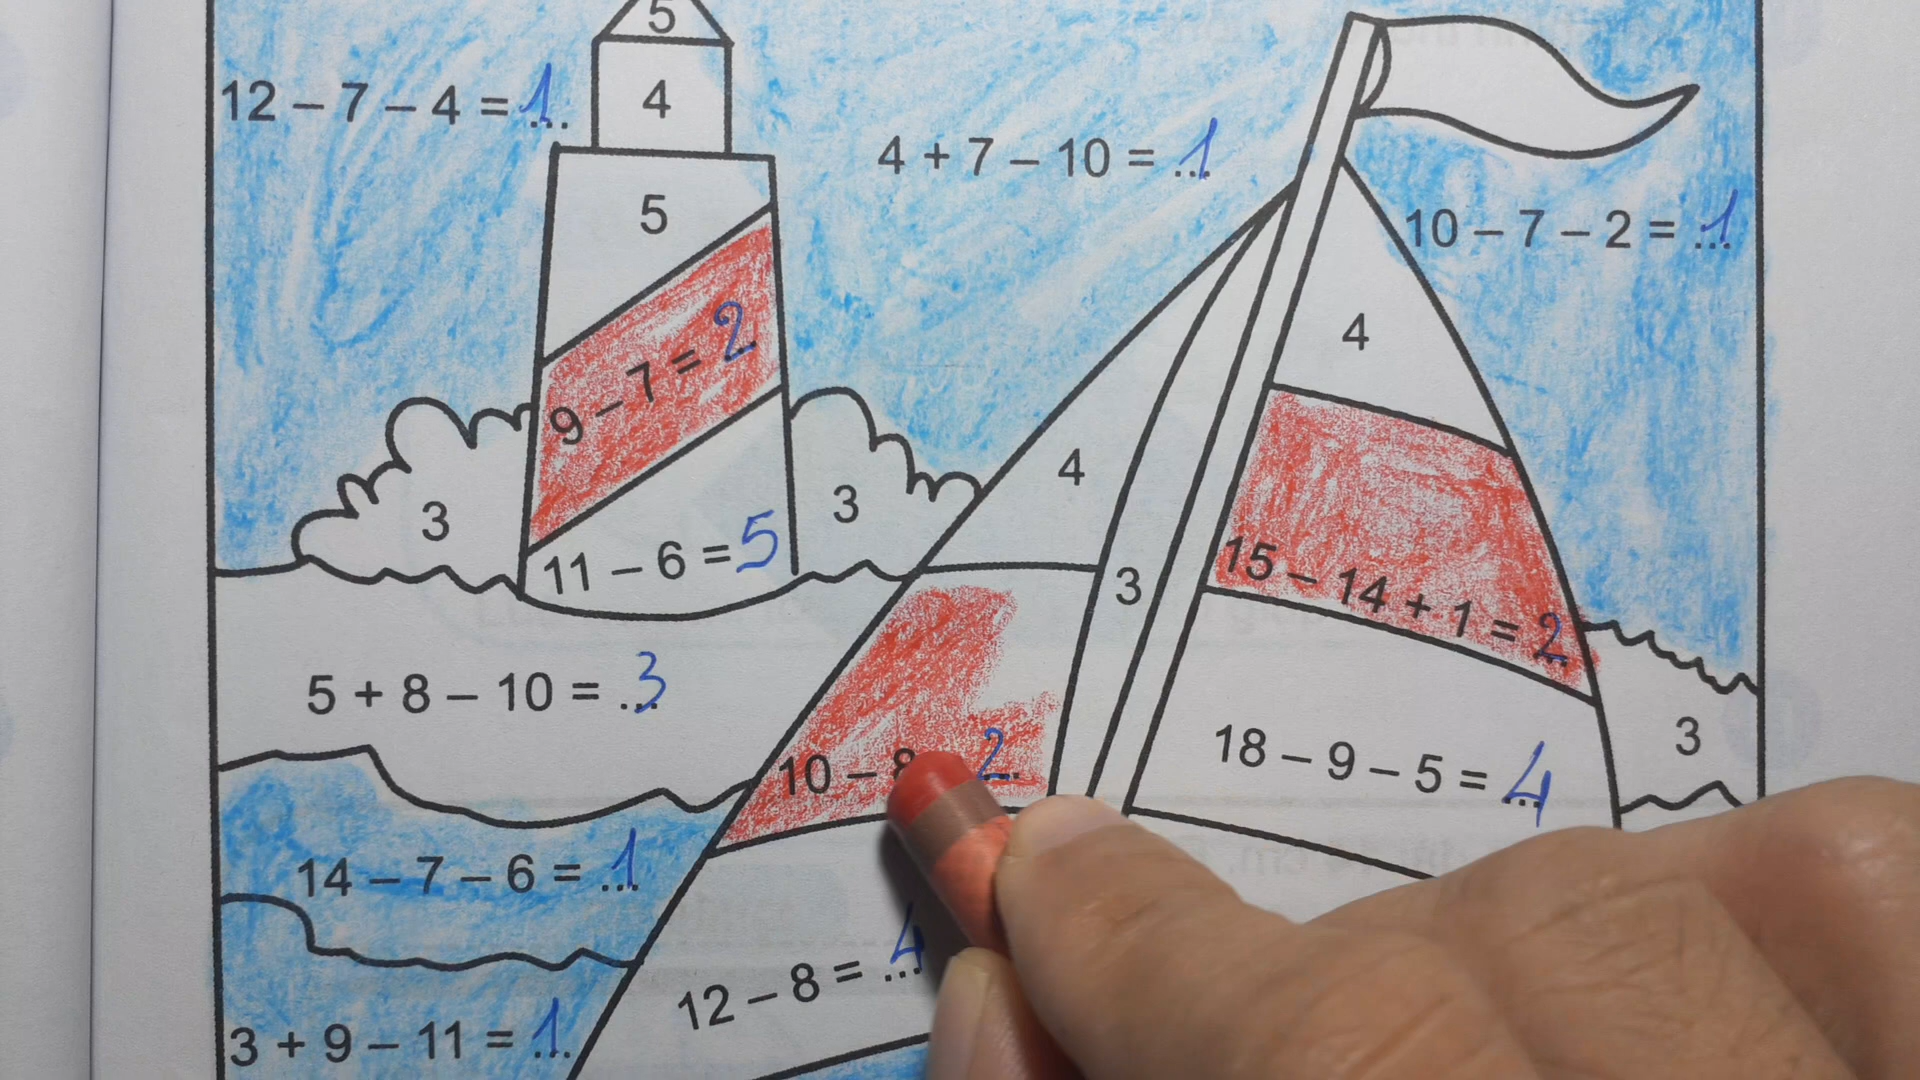 5
12 – 7 – 4 = 1
4
4 + 7 – 10 = 1
5
10 – 7 – 2 = 1
4
9 – 7 = 2
4
3
3
11 – 6 = 5
3
15 – 14 + 1 = 2
5 + 8 – 10 = 3
3
10 – 8 2
18 – 9 – 5 = 4
14 – 7 – 6 = 1
12 – 8 = 4
3 + 9 – 11 = 1